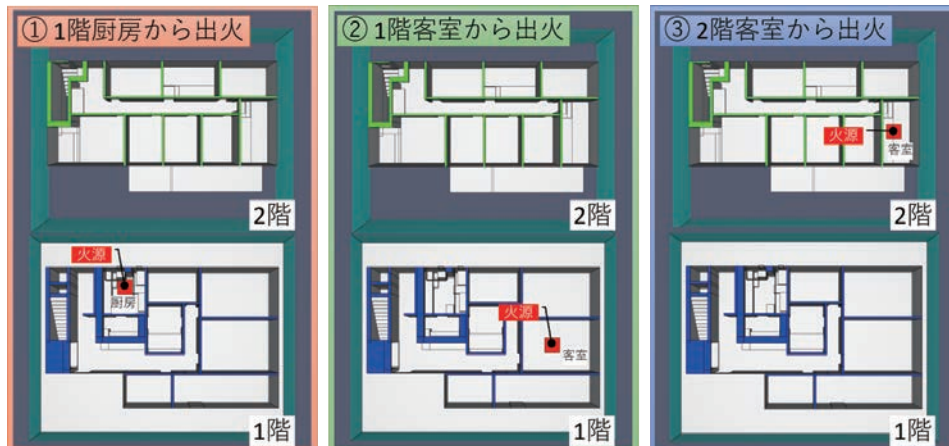 ① 1階厨房から出火
2階
火源
厨房
1階
② 1階客室から出火
2階
火源
客室
1階
③ 2階客室から出火
火源
客室
2階
1階